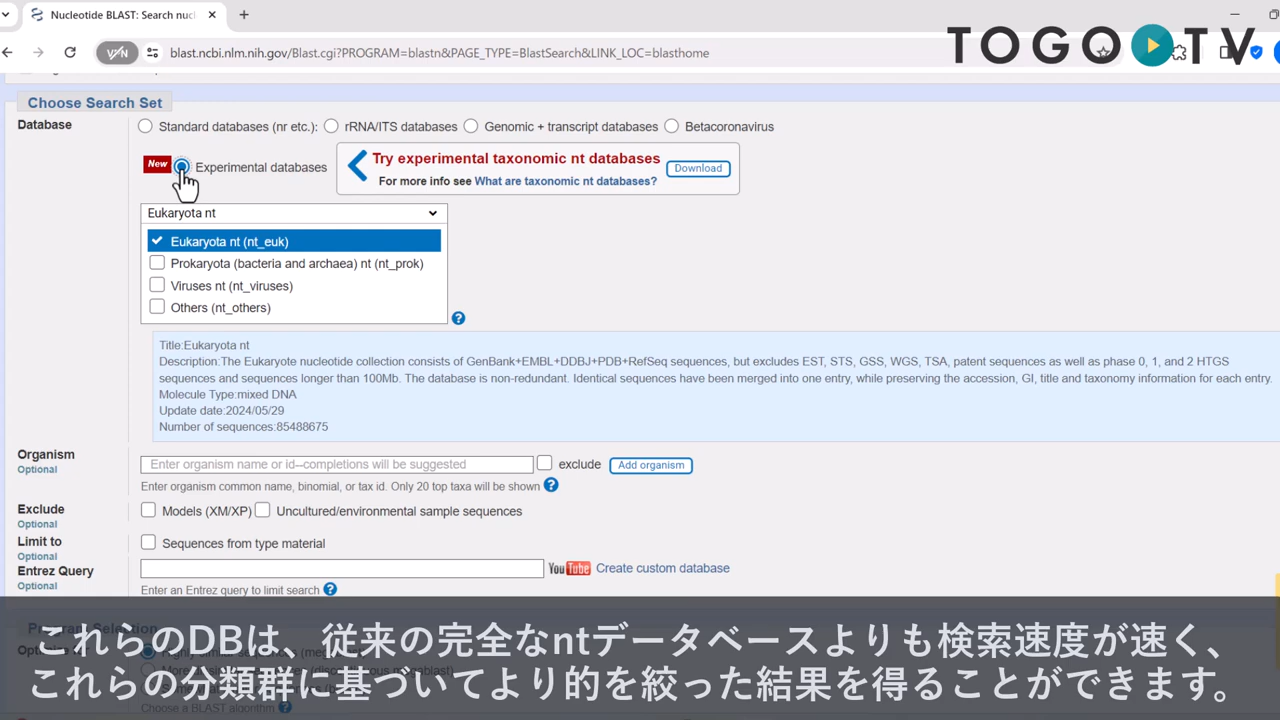 Nucleotide BLAST: Search nucl
TOGOTV
blast.ncbi.nlm.nih.gov/Blast.cgi?PROGRAM=blastn&PAGE_TYPE=BlastSearch&LINK_LOC=blasthome
Choose Search Set
Database
Standard databases (nr etc.): rRNA/ITS databases Genomic + transcript databases Betacoronavirus
New Experimental databases
Try experimental taxonomic nt databases
For more info see What are taxonomic nt databases?
Download
Eukaryota nt
Eukaryota nt (nt_euk)
Prokaryota (bacteria and archaea) nt (nt_prok)
Viruses nt (nt_viruses)
Others (nt_others)
Title:Eukaryota nt
Description:The Eukaryote nucleotide collection consists of GenBank+EMBL+DDBJ+PDB+RefSeq sequences, but excludes EST, STS, GSS, WGS, TSA, patent sequences as well as phase 0, 1, and 2 HTGS
sequences and sequences longer than 100Mb. The database is non-redundant. Identical sequences have been merged into one entry, while preserving the accession, GI, title and taxonomy information for each entry.
Molecule Type:mixed DNA
Update date:2024/05/29
Number of sequences:85488675
Organism
Optional
Enter organism name or id--completions will be suggested exclude Add organism
Enter organism common name, binomial, or tax id. Only 20 top taxa will be shown
Exclude
Optional
Models (XM/XP) Uncultured/environmental sample sequences
Limit to
Optional
Sequences from type material
Entrez Query
Optional
YouTube Create custom database
Enter an Entrez query to limit search
これらのDBは、従来の完全なntデータベースよりも検索速度が速く、
これらの分類群に基づいてより的を絞った結果を得ることができます。
Choose a BLAST algorithm